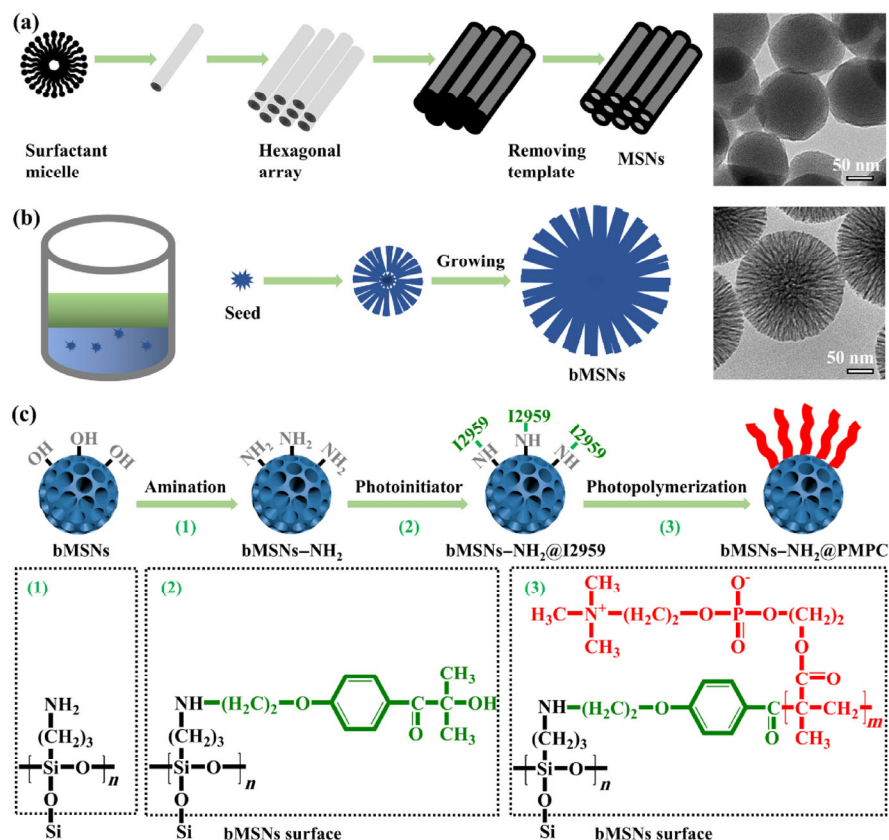 (a)
Surfactant
micelle
Hexagonal
array
Removing
template
MSNs
50 nm
(b)
Seed
Growing
bMSNs
50 nm
(c)
OH OH OH
bMSNs
Amination
(1)
NH₂ NH₂ NH₂
bMSNs–NH₂
Photoinitiator
(2)
I2959 I2959 I2959
NH NH NH
bMSNs–NH₂@I2959
Photopolymerization
(3)
bMSNs–NH₂@PMPC
(1)
NH₂
(CH₂)₃
[Si—O]n
O
Si
(2)
NH—(H₂C)₂—O—C—C—OH
CH₃
O
CH₃
(CH₂)₃
[Si—O]n
O
Si
bMSNs surface
(3)
CH₃
H₃C—N⁺—(H₂C)₂—O—P—O—(CH₂)₂
O⁻
CH₃
O
O
C=O
NH—(H₂C)₂—O—C—[C—CH₂]m
O
CH₃
(CH₂)₃
[Si—O]n
O
Si
bMSNs surface